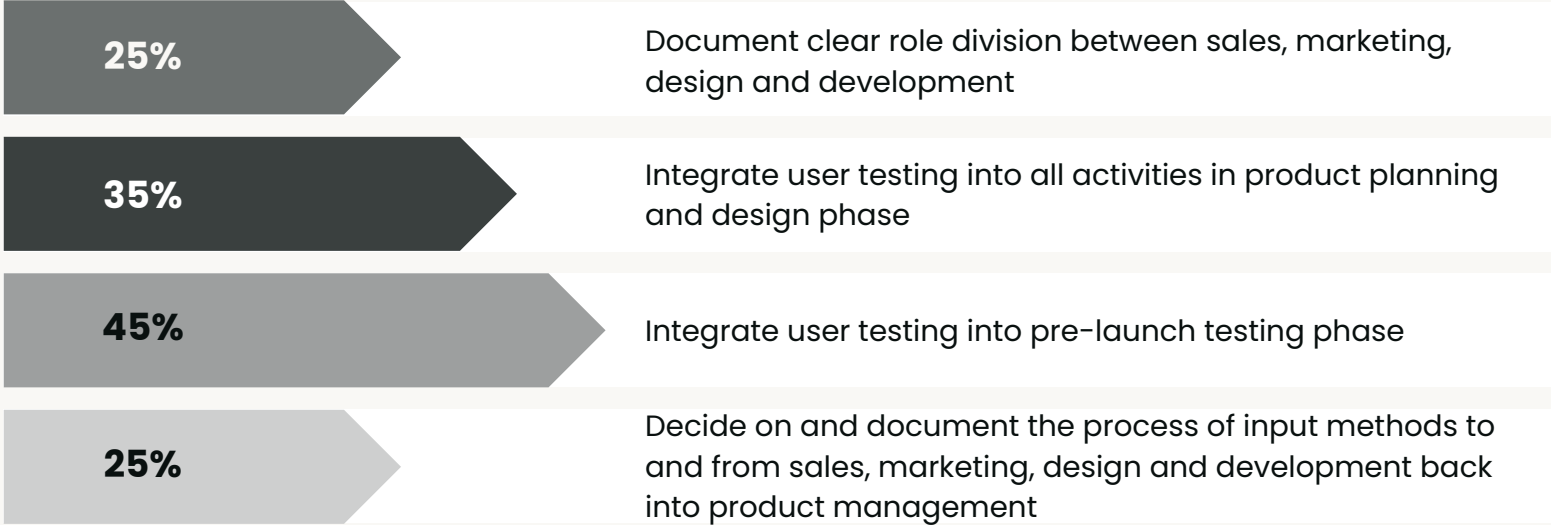 25%
Document clear role division between sales, marketing,
design and development
35%
Integrate user testing into all activities in product planning
and design phase
45%
Integrate user testing into pre-launch testing phase
25%
Decide on and document the process of input methods to
and from sales, marketing, design and development back
into product management